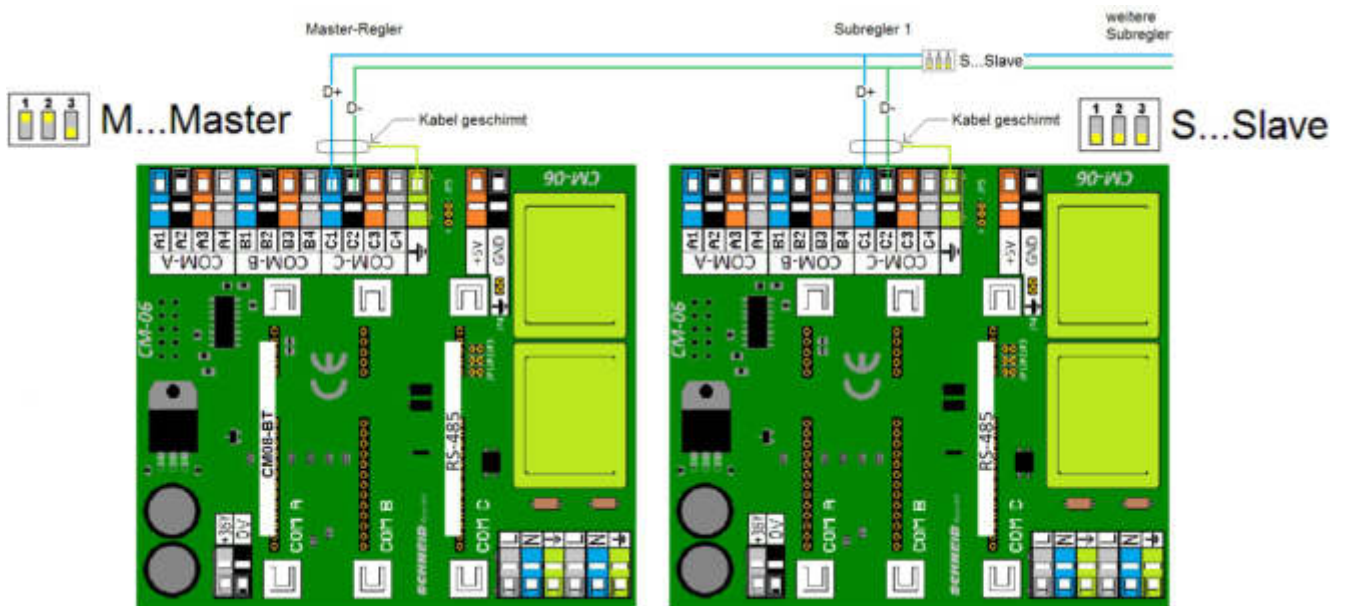 Master-Regler
Subregler 1
weitere
Subregler
S...Slave
D+
D-
Kabel geschirmt
1 2 3
M...Master
D+
D-
Kabel geschirmt
1 2 3
S...Slave
CM-06
A1 A2 A3 A4 B1 B2 B3 B4 C1 C2 C3 C4
COM-A COM-B COM-C
+5V GND
CM-06
CE
CM08-BT
RS-485
COM A
COM B
COM C
0V
L N L N
CM-06
A1 A2 A3 A4 B1 B2 B3 B4 C1 C2 C3 C4
COM-A COM-B COM-C
+5V GND
CM-06
CE
RS-485
COM A
COM B
COM C
0V
L N L N